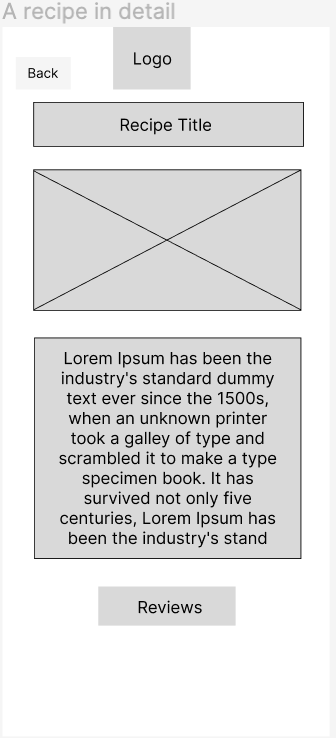 A recipe in detail
Logo
Back
Recipe Title
Lorem Ipsum has been the
industry's standard dummy
text ever since the 1500s,
when an unknown printer
took a galley of type and
scrambled it to make a type
specimen book. It has
survived not only five
centuries, Lorem Ipsum has
been the industry's stand
Reviews